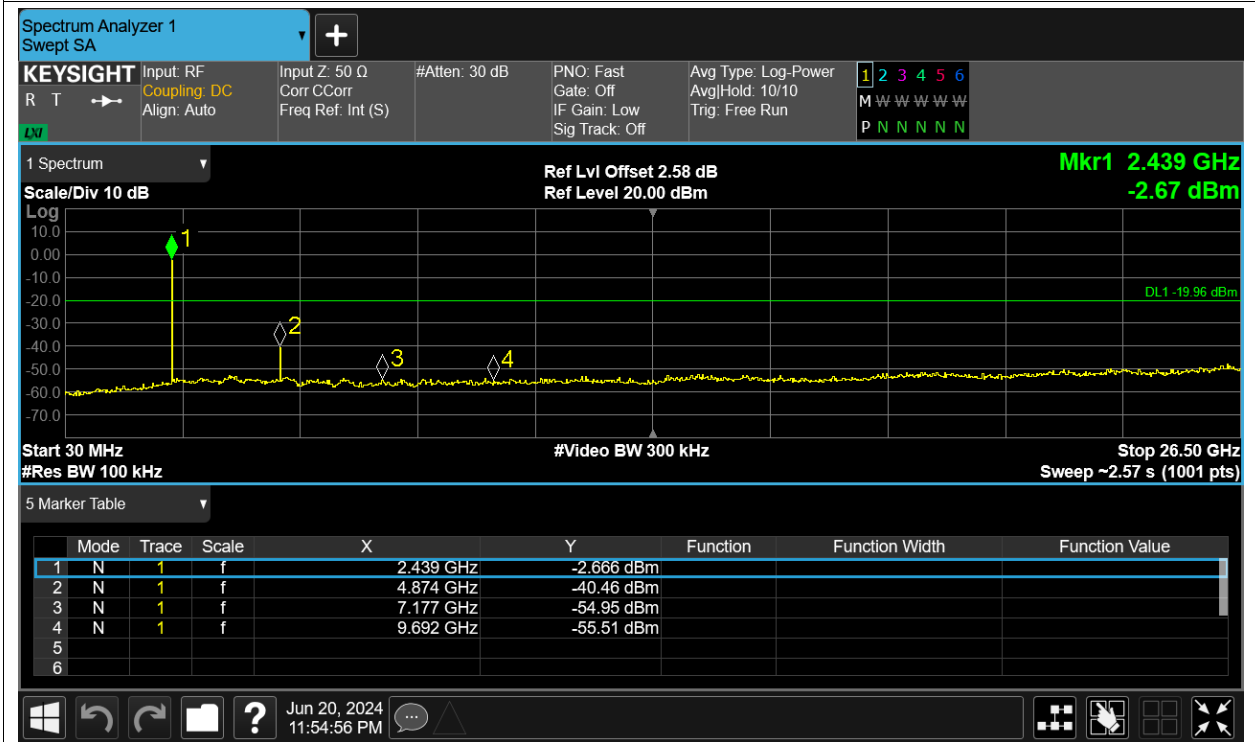 Spectrum Analyzer 1
Swept SA
+
KEYSIGHT Input: RF Input Z: 50 Ω #Atten: 30 dB PNO: Fast Avg Type: Log-Power 1 2 3 4 5 6
R T Coupling: DC Corr CCorr Gate: Off Avg|Hold: 10/10 M W W W W W
Align: Auto Freq Ref: Int (S) IF Gain: Low Trig: Free Run
LXI Sig Track: Off P N N N N N
1 Spectrum Ref Lvl Offset 2.58 dB Mkr1 2.439 GHz
Scale/Div 10 dB Ref Level 20.00 dBm -2.67 dBm
Log
10.0 1
0.00
-10.0
-20.0 DL1 -19.96 dBm
-30.0 2
-40.0 3 4
-50.0
-60.0
-70.0
Start 30 MHz #Video BW 300 kHz Stop 26.50 GHz
#Res BW 100 kHz Sweep ~2.57 s (1001 pts)
5 Marker Table
Mode Trace Scale X Y Function Function Width Function Value
1 N 1 f 2.439 GHz -2.666 dBm
2 N 1 f 4.874 GHz -40.46 dBm
3 N 1 f 7.177 GHz -54.95 dBm
4 N 1 f 9.692 GHz -55.51 dBm
5
6
? Jun 20, 2024
11:54:56 PM